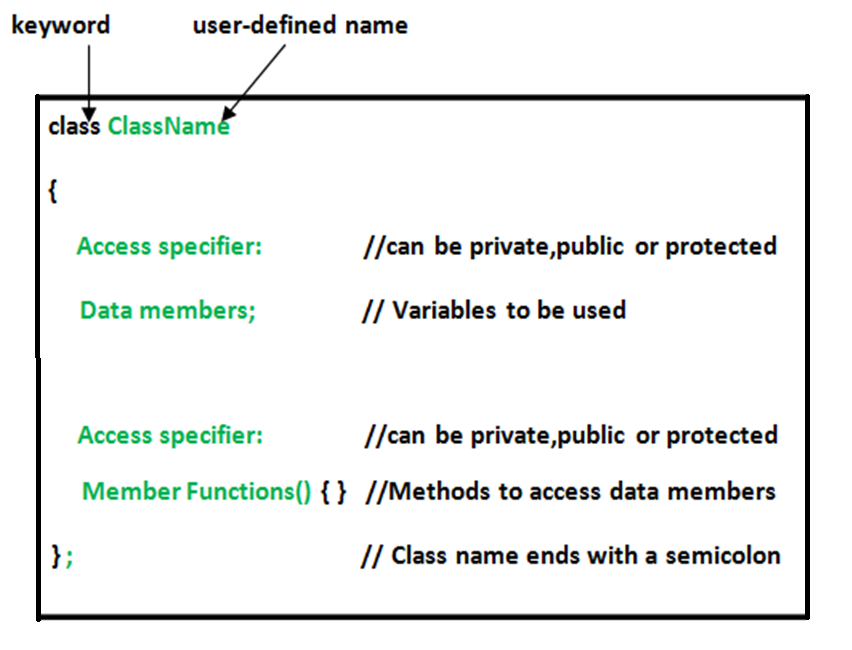 keyword user-defined name
class ClassName
{
Access specifier: //can be private,public or protected
Data members; // Variables to be used
Access specifier: //can be private,public or protected
Member Functions() { } //Methods to access data members
} ; // Class name ends with a semicolon